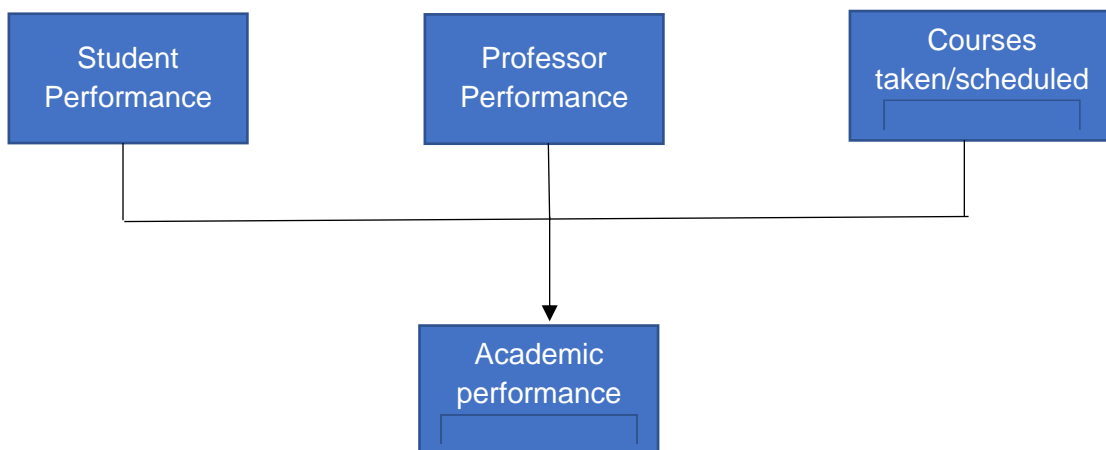 Student
Performance
Professor
Performance
Courses
taken/scheduled
Academic
performance